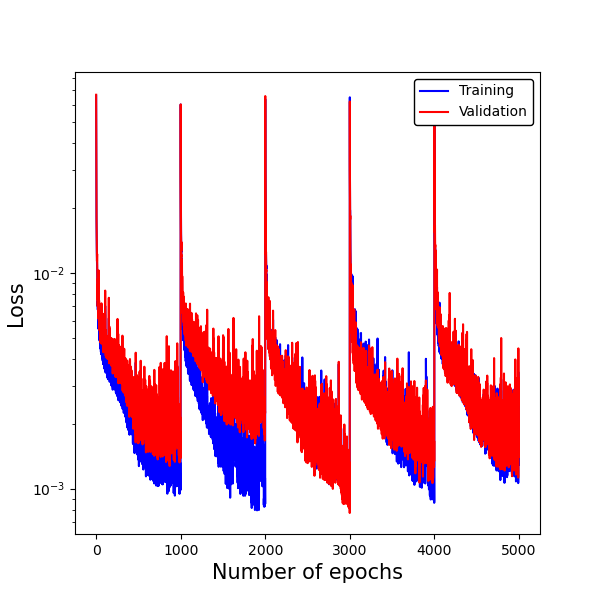 Training
Validation
10⁻²
10⁻³
Loss
0 1000 2000 3000 4000 5000
Number of epochs